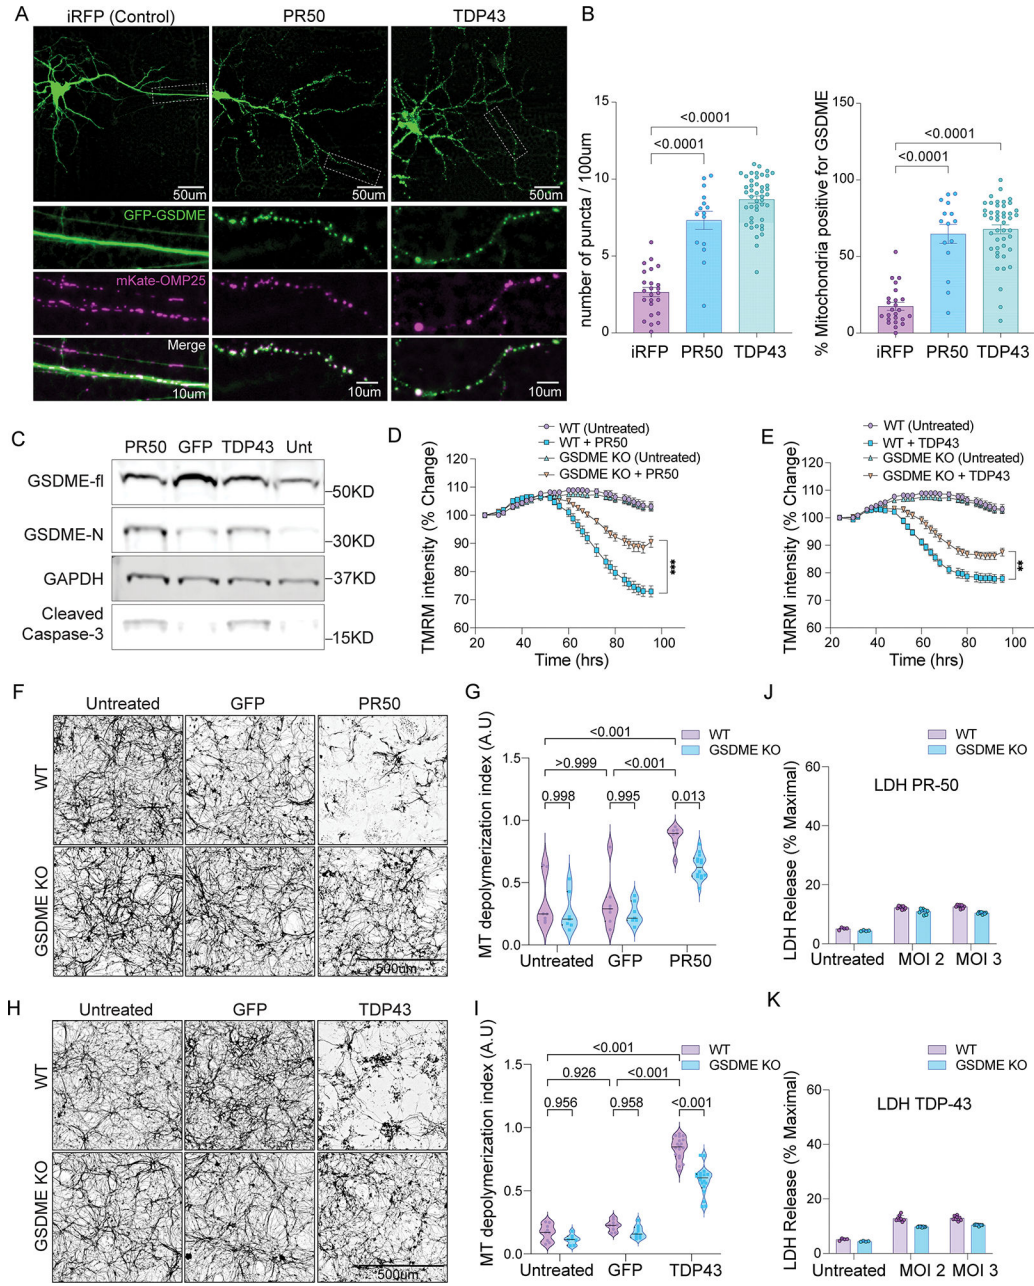 A
iRFP (Control)
PR50
TDP43
50um
50um
50um
GFP-GSDME
mKate-OMP25
Merge
10um
10um
10um
B
number of puncta / 100um
15
10
5
0
<0.0001
<0.0001
iRFP
PR50
TDP43
% Mitochondria positive for GSDME
150
100
50
0
<0.0001
<0.0001
iRFP
PR50
TDP43
C
PR50
GFP
TDP43
Unt
GSDME-fl
-50KD
GSDME-N
-30KD
GAPDH
-37KD
Cleaved
Caspase-3
-15KD
D
WT (Untreated)
WT + PR50
GSDME KO (Untreated)
GSDME KO + PR50
TMRM intensity (% Change)
120
110
100
90
80
70
60
20
40
60
80
100
Time (hrs)
***
E
WT (Untreated)
WT + TDP43
GSDME KO (Untreated)
GSDME KO + TDP43
TMRM intensity (% Change)
120
110
100
90
80
70
60
20
40
60
80
100
Time (hrs)
**
F
Untreated
GFP
PR50
WT
GSDME KO
500um
G
WT
GSDME KO
MT depolymerization index (A.U)
1.5
1.0
0.5
0.0
<0.001
>0.999
<0.001
0.998
0.995
0.013
Untreated
GFP
PR50
J
WT
GSDME KO
LDH PR-50
LDH Release (% Maximal)
60
40
20
0
Untreated
MOI 2
MOI 3
H
Untreated
GFP
TDP43
WT
GSDME KO
500um
I
WT
GSDME KO
MT depolymerization index (A.U)
1.5
1.0
0.5
0.0
<0.001
0.926
<0.001
0.956
0.958
<0.001
Untreated
GFP
TDP43
K
WT
GSDME KO
LDH TDP-43
LDH Release (% Maximal)
60
40
20
0
Untreated
MOI 2
MOI 3